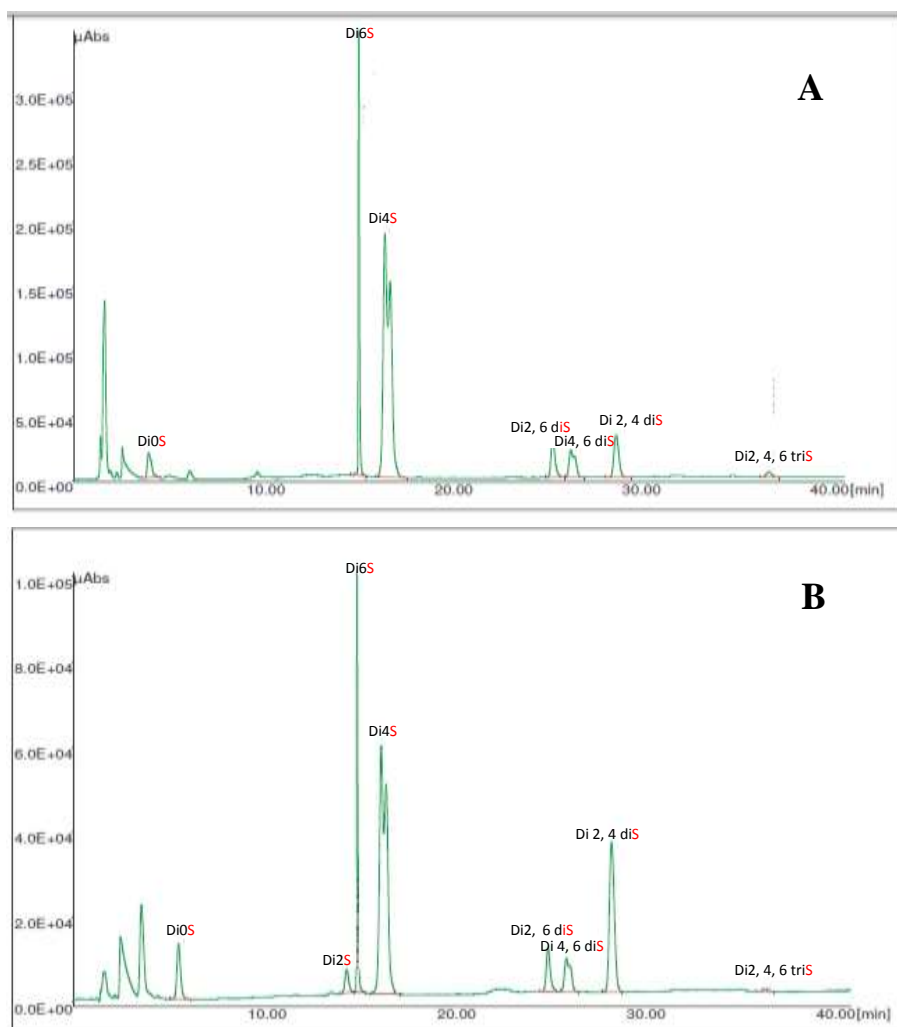 µAbs
Di6S
A
3.0E+05
2.5E+05
Di4S
2.0E+05
1.5E+05
1.0E+05
Di2, 6 diS
Di 2, 4 diS
5.0E+04
Di0S
Di4, 6 diS
Di2, 4, 6 triS
0.0E+00
10.00
20.00
30.00
40.00[min]
µAbs
Di6S
B
1.0E+05
8.0E+04
Di4S
6.0E+04
Di 2, 4 diS
4.0E+04
Di0S
Di2, 6 diS
2.0E+04
Di2S
Di 4, 6 diS
Di2, 4, 6 triS
0.0E+00
10.00
20.00
30.00
40.00[min]